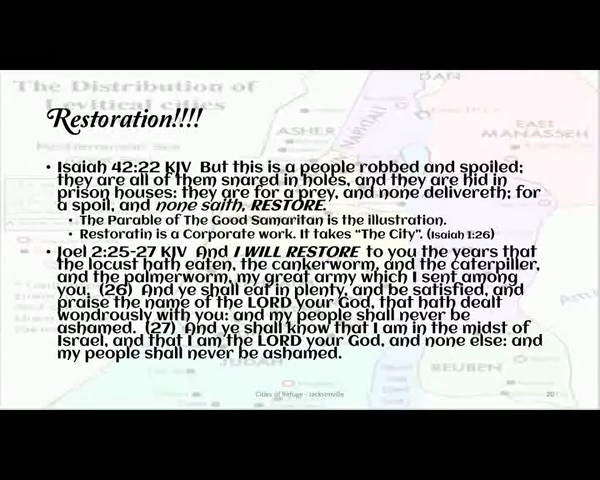 The Distribution of
Levitical cities
DAN
Restoration!!!!
ASHER
NAPHTALI
EAST
MANASSEH
• Isaiah 42:22 KJV But this is a people robbed and spoiled;
they are all of them snared in holes, and they are hid in
prison houses: they are for a prey, and none delivereth; for
a spoil, and none saith, RESTORE.
• The Parable of The Good Samaritan is the illustration.
• Restoratin is a Corporate work. It takes “The City”. (Isaiah 1:26)
• Joel 2:25-27 KJV And I WILL RESTORE to you the years that
the locust hath eaten, the cankerworm, and the caterpiller,
and the palmerworm, my great army which I sent among
you. (26) And ye shall eat in plenty, and be satisfied, and
praise the name of the LORD your God, that hath dealt
wondrously with you: and my people shall never be
ashamed. (27) And ye shall know that I am in the midst of
Israel, and that I am the LORD your God, and none else: and
my people shall never be ashamed.
JUDAH
REUBEN
Cities of Refuge - Jacksonville
20